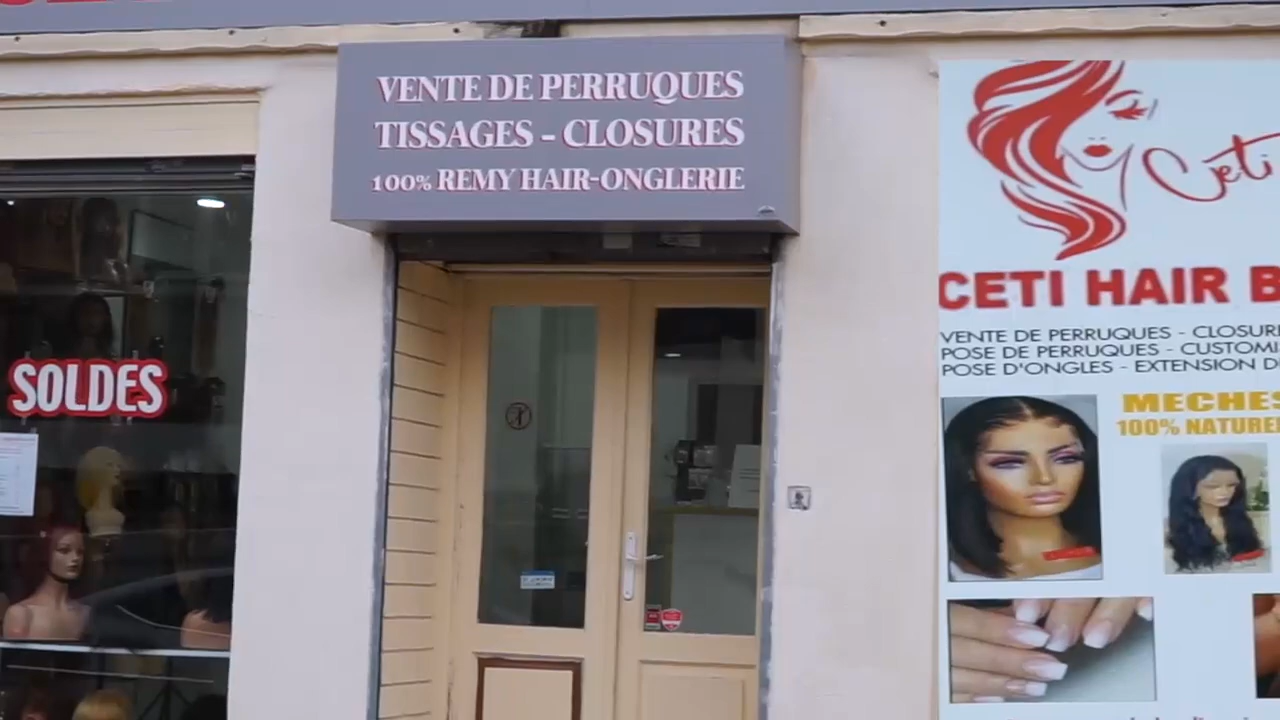 VENTE DE PERRUQUES
TISSAGES - CLOSURES
100% REMY HAIR-ONGLERIE
SOLDES
Ceti
CETI HAIR B
VENTE DE PERRUQUES - CLOSUR
POSE DE PERRUQUES - CUSTOMI
POSE D'ONGLES - EXTENSION D
MECHES
100% NATURE